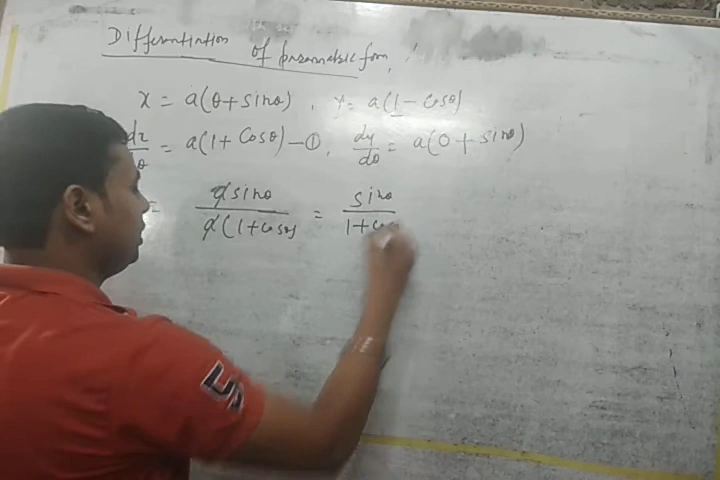 Differentiation of parametric form
x = a(θ+sinθ), y = a(1-cosθ)
dx/dθ = a(1+cosθ)-①, dy/dθ = a(0+sinθ)
= a sinθ / a(1+cosθ) = sinθ / 1+cos